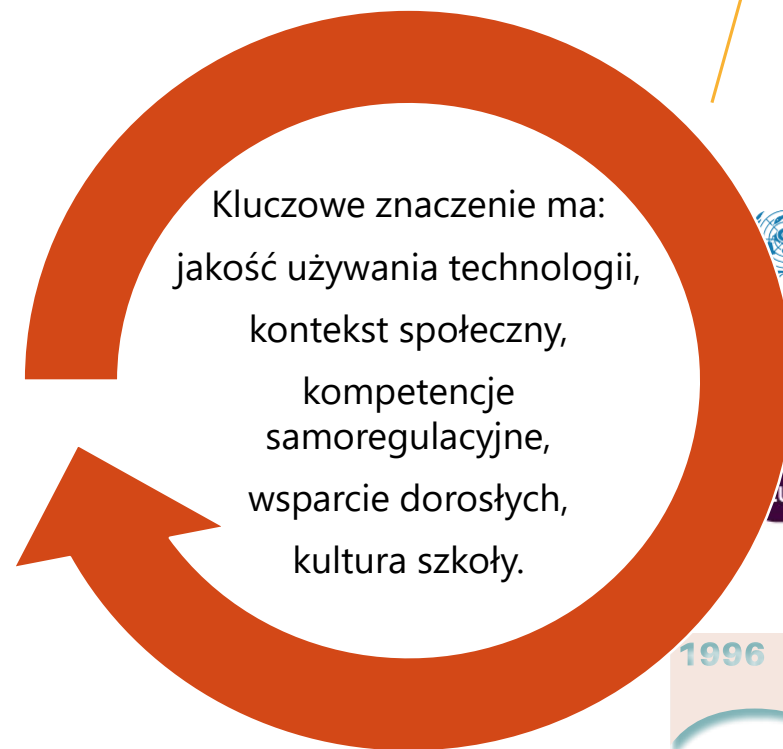 Kluczowe znaczenie ma:
jakość używania technologii,
kontekst społeczny,
kompetencje
samoregulacyjne,
wsparcie dorosłych,
kultura szkoły.
1996